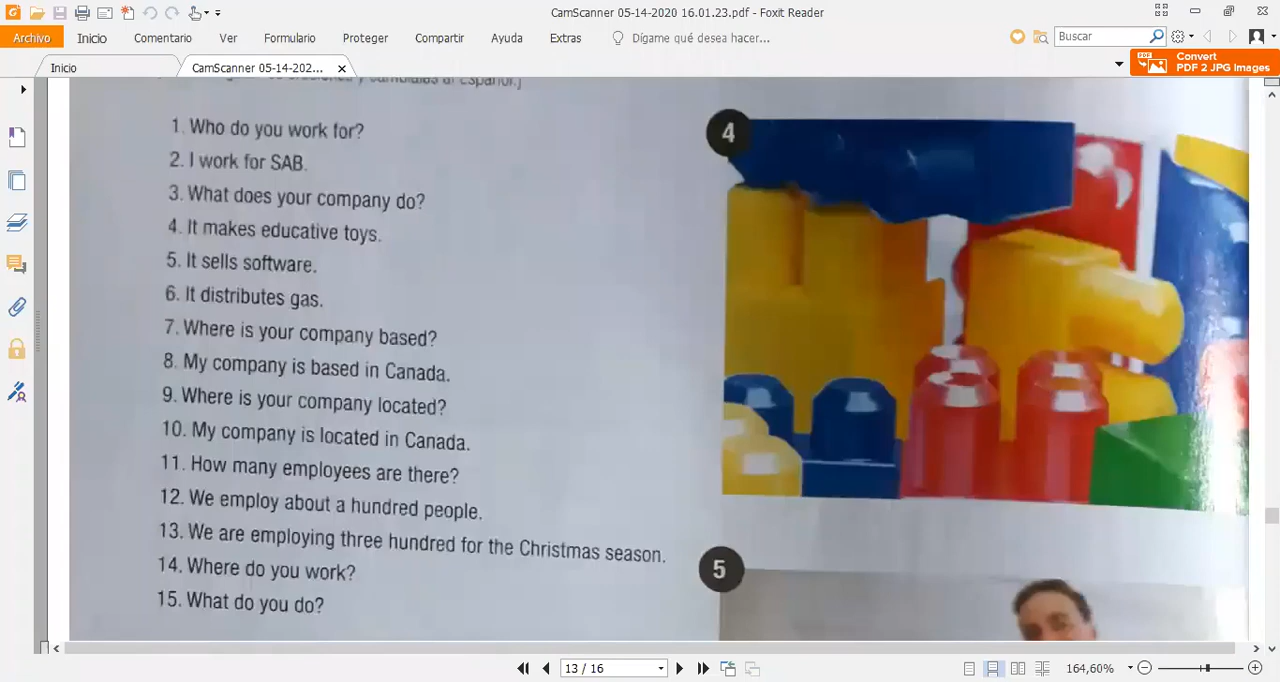 CamScanner 05-14-2020 16.01.23.pdf - Foxit Reader
Archivo Inicio Comentario Ver Formulario Proteger Compartir Ayuda Extras Dígame qué desea hacer... Buscar
Inicio CamScanner 05-14-202... Convert
PDF 2 JPG Images
y cámbialas al español.]
1. Who do you work for?
4
2. I work for SAB.
3. What does your company do?
4. It makes educative toys.
5. It sells software.
6. It distributes gas.
7. Where is your company based?
8. My company is based in Canada.
9. Where is your company located?
10. My company is located in Canada.
11. How many employees are there?
12. We employ about a hundred people.
13. We are employing three hundred for the Christmas season.
5
14. Where do you work?
15. What do you do?
13 / 16 164,60%